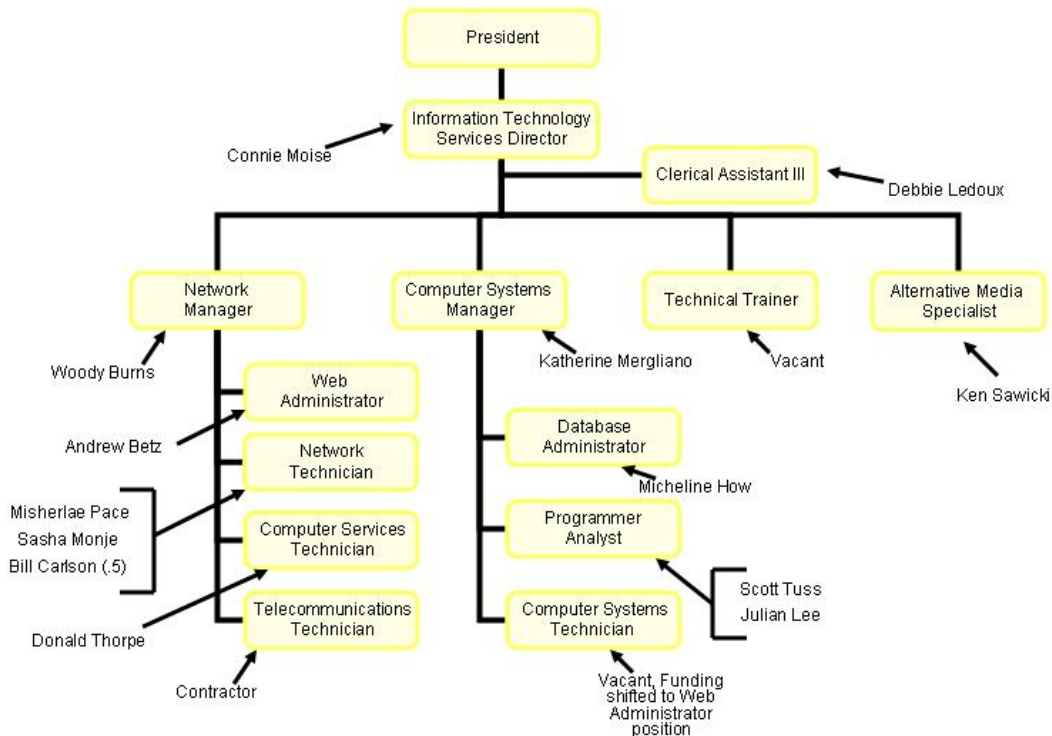 President
Information Technology
Services Director
Connie Moise
Clerical Assistant III
Debbie Ledoux
Network
Manager
Computer Systems
Manager
Technical Trainer
Alternative Media
Specialist
Woody Burns
Katherine Mergliano
Vacant
Ken Sawicki
Web
Administrator
Andrew Betz
Network
Technician
Misherlae Pace
Sasha Monje
Bill Carlson (.5)
Computer Services
Technician
Donald Thorpe
Telecommunications
Technician
Contractor
Database
Administrator
Micheline How
Programmer
Analyst
Scott Tuss
Julian Lee
Computer Systems
Technician
Vacant, Funding
shifted to Web
Administrator
position